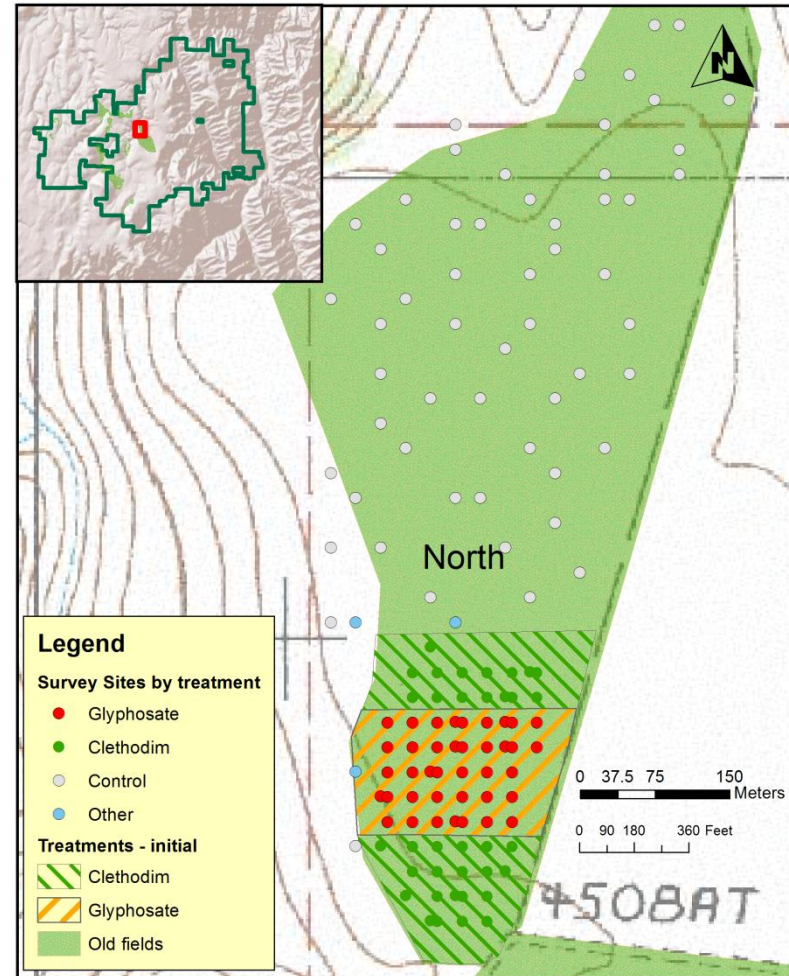 N
North
Legend
Survey Sites by treatment
Glyphosate
Clethodim
Control
Other
Treatments - initial
Clethodim
Glyphosate
Old fields
0 37.5 75 150
Meters
0 90 180 360 Feet
4508AT